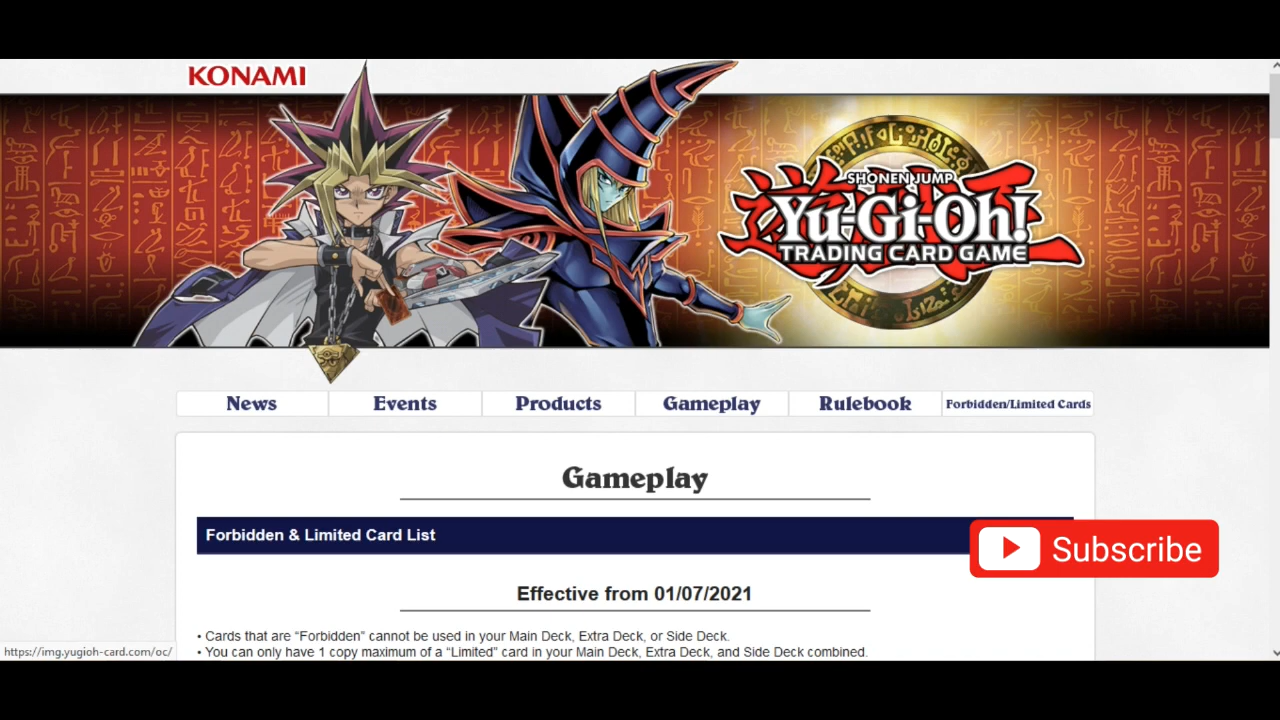 KONAMI
SHONEN JUMP
Yu-Gi-Oh!
TRADING CARD GAME
News
Events
Products
Gameplay
Rulebook
Forbidden/Limited Cards
Gameplay
Forbidden & Limited Card List
Subscribe
Effective from 01/07/2021
• Cards that are “Forbidden” cannot be used in your Main Deck, Extra Deck, or Side Deck.
• You can only have 1 copy maximum of a “Limited” card in your Main Deck, Extra Deck, and Side Deck combined.
https://img.yugioh-card.com/oc/